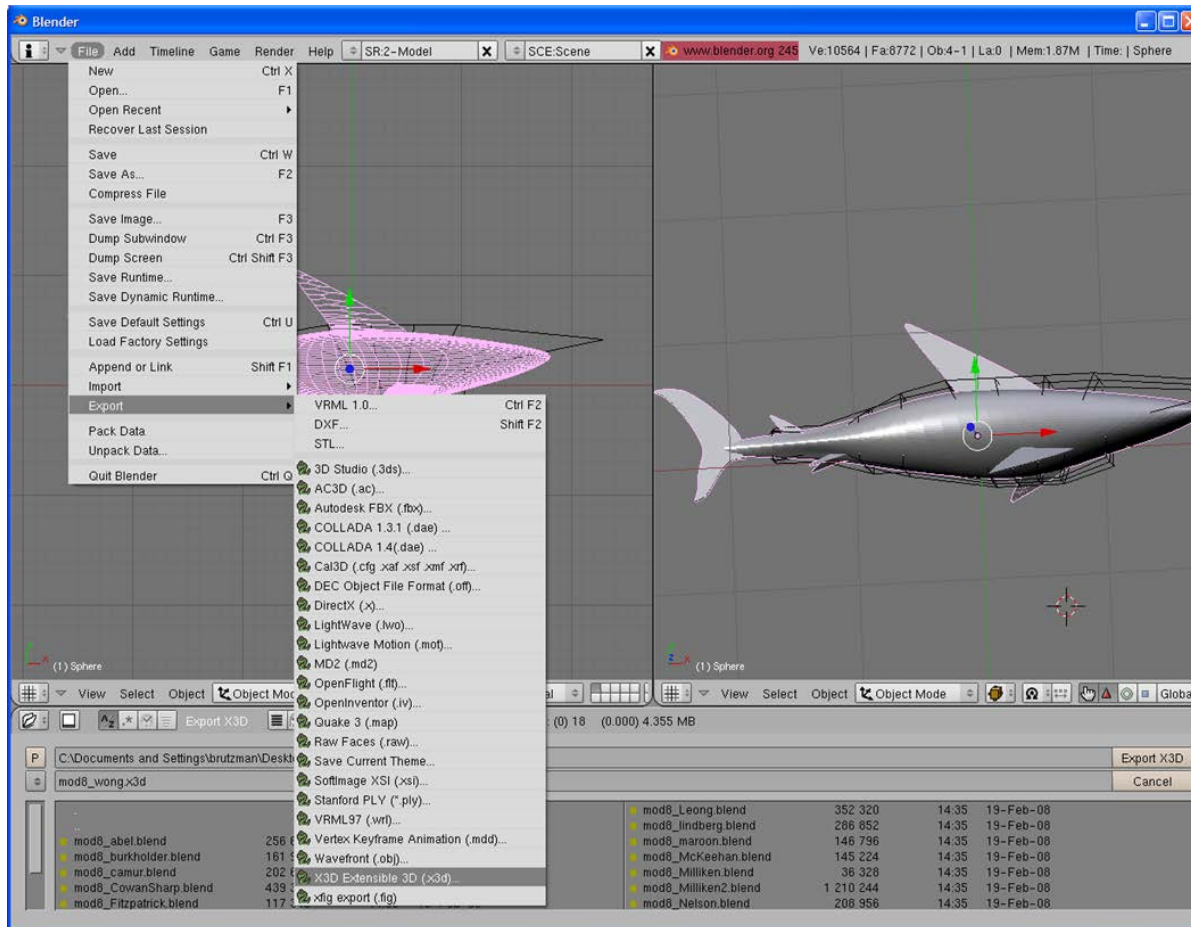 Blender
File Add Timeline Game Render Help SR:2-Model X SCE:Scene X www.blender.org 245 Ve:10564 | Fa:8772 | Ob:4-1 | La:0 | Mem:1.87M | Time: | Sphere
New Ctrl X
Open... F1
Open Recent
Recover Last Session
Save Ctrl W
Save As... F2
Compress File
Save Image... F3
Dump Subwindow Ctrl F3
Dump Screen Ctrl Shift F3
Save Runtime...
Save Dynamic Runtime...
Save Default Settings Ctrl U
Load Factory Settings
Append or Link Shift F1
Import
Export
Pack Data
Unpack Data...
Quit Blender Ctrl Q
VRML 1.0... Ctrl F2
DXF... Shift F2
STL...
3D Studio (.3ds)...
AC3D (.ac)...
Autodesk FBX (.fbx)...
COLLADA 1.3.1 (.dae) ...
COLLADA 1.4(.dae) ...
Cal3D (.cfg .xaf .xsf .xmf .xrf)...
DEC Object File Format (.off)...
DirectX (.x)...
LightWave (.lwo)...
Lightwave Motion (.mot)...
MD2 (.md2)
OpenFlight (.flt)...
OpenInventor (.iv)...
Quake 3 (.map)
Raw Faces (.raw)...
Save Current Theme...
SoftImage XSI (.xsi)...
Stanford PLY (*.ply)...
VRML97 (.wrl)...
Vertex Keyframe Animation (.mdd)...
Wavefront (.obj)...
X3D Extensible 3D (.x3d)...
xfig export (.fig)
x (1) Sphere
z x (1) Sphere
View Select Object Object Mod
View Select Object Object Mode Globa
Export X3D : (0) 18 (0.000) 4.355 MB
P C:\Documents and Settings\brutzman\Deskt Export X3D
mod8_wong.x3d Cancel
.
..
mod8_abel.blend 256
mod8_burkholder.blend 161
mod8_camur.blend 202
mod8_CowanSharp.blend 439
mod8_Fitzpatrick.blend 117
mod8_Leong.blend 352 320 14:35 19-Feb-08
mod8_lindberg.blend 286 852 14:35 19-Feb-08
mod8_maroon.blend 146 796 14:35 19-Feb-08
mod8_McKeehan.blend 145 224 14:35 19-Feb-08
mod8_Milliken.blend 36 328 14:35 19-Feb-08
mod8_Milliken2.blend 1 210 244 14:35 19-Feb-08
mod8_Nelson.blend 208 956 14:35 19-Feb-08